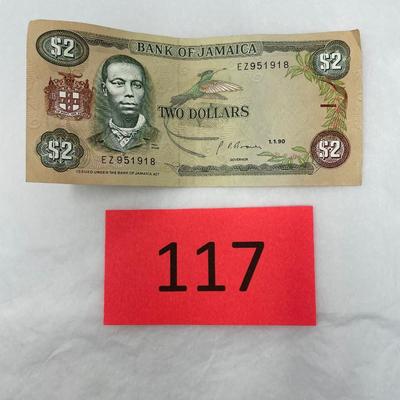 $2
BANK OF JAMAICA
$2
EZ951918
TWO DOLLARS
1.1.90
EZ951918
GOVERNOR
$2
$2
ISSUED UNDER THE BANK OF JAMAICA ACT
117